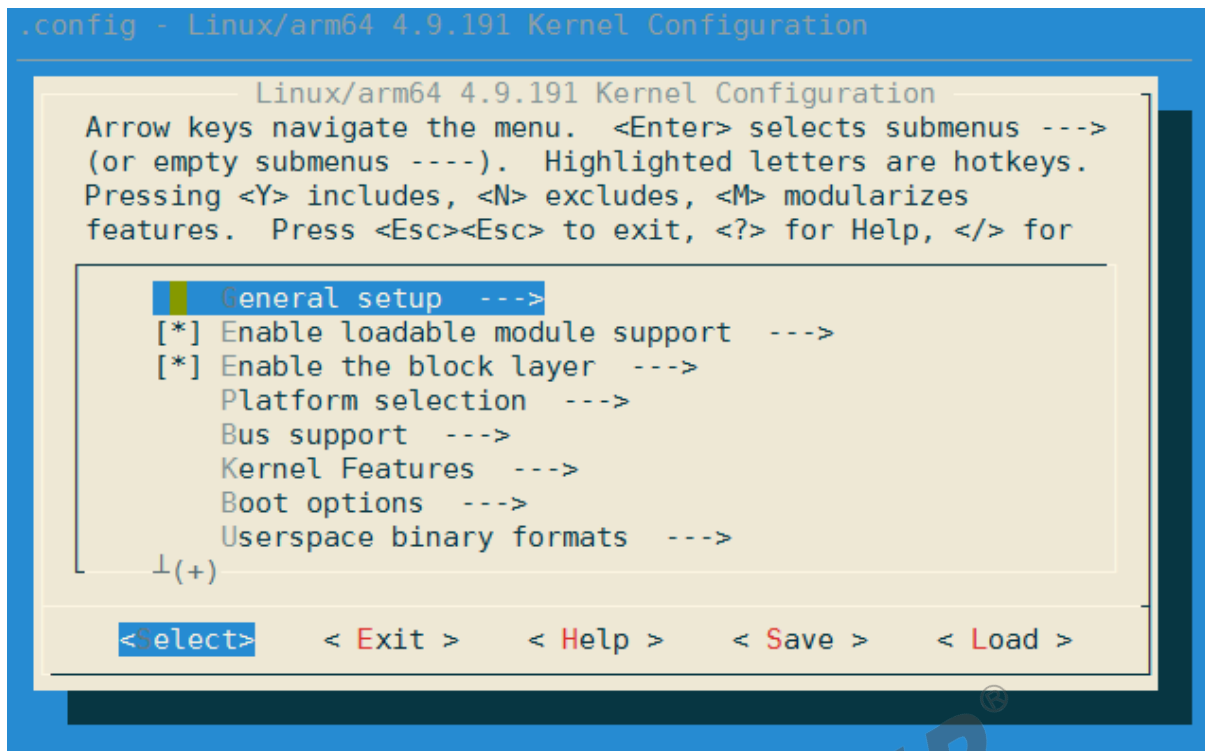 .config - Linux/arm64 4.9.191 Kernel Configuration
Linux/arm64 4.9.191 Kernel Configuration
Arrow keys navigate the menu.  <Enter> selects submenus --->
(or empty submenus ----).  Highlighted letters are hotkeys.
Pressing <Y> includes, <N> excludes, <M> modularizes
features.  Press <Esc><Esc> to exit, <?> for Help, </> for
General setup  --->
[*] Enable loadable module support  --->
[*] Enable the block layer  --->
Platform selection  --->
Bus support  --->
Kernel Features  --->
Boot options  --->
Userspace binary formats  --->
┴(+)
<Select>    < Exit >    < Help >    < Save >    < Load >
®